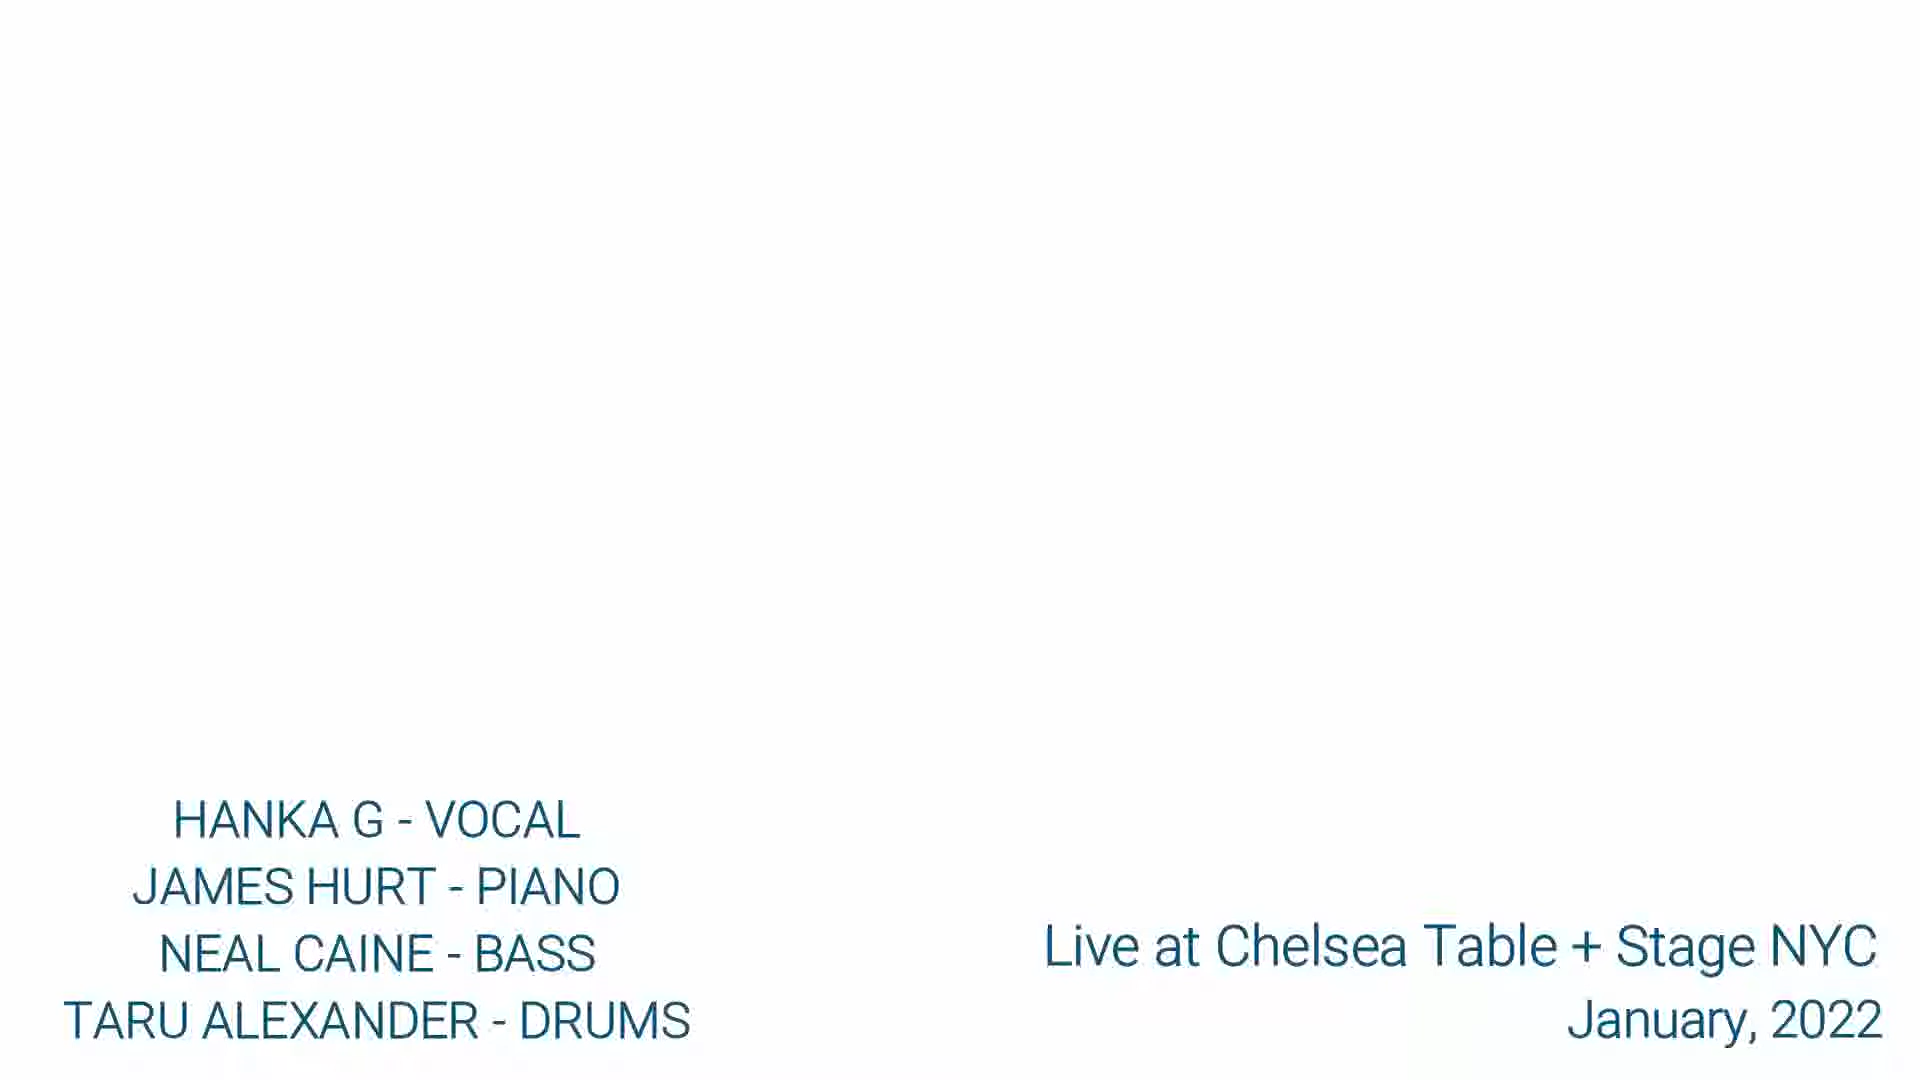 HANKA G - VOCAL
JAMES HURT - PIANO
NEAL CAINE - BASS
TARU ALEXANDER - DRUMS
Live at Chelsea Table + Stage NYC
January, 2022